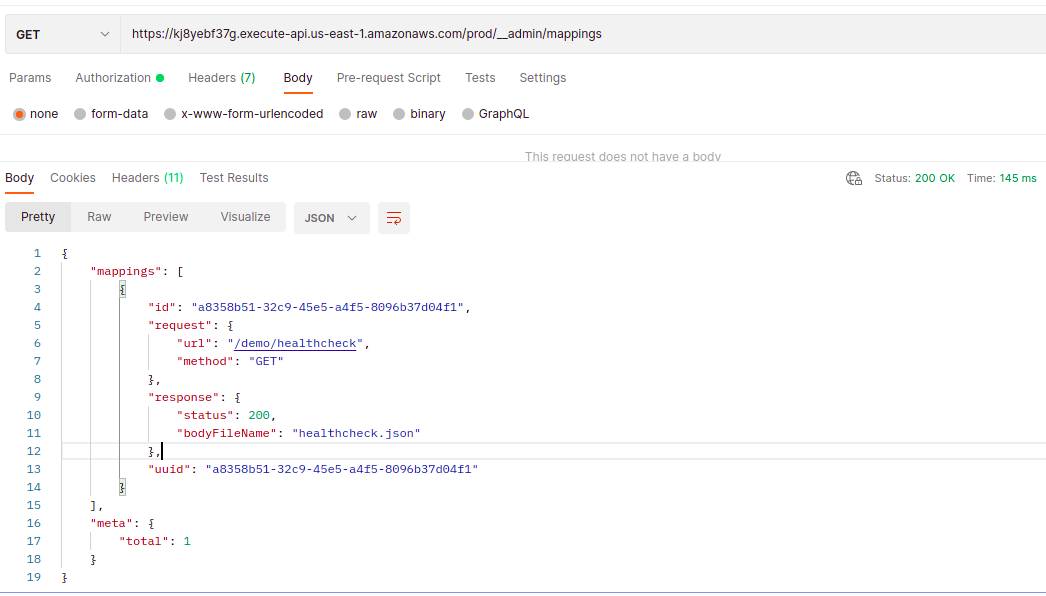 GET https://kj8yebf37g.execute-api.us-east-1.amazonaws.com/prod/__admin/mappings
Params Authorization Headers (7) Body Pre-request Script Tests Settings
none form-data x-www-form-urlencoded raw binary GraphQL
This request does not have a body
Body Cookies Headers (11) Test Results Status: 200 OK Time: 145 ms
Pretty Raw Preview Visualize JSON
1 {
2 "mappings": [
3 {
4 "id": "a8358b51-32c9-45e5-a4f5-8096b37d04f1",
5 "request": {
6 "url": "/demo/healthcheck",
7 "method": "GET"
8 },
9 "response": {
10 "status": 200,
11 "bodyFileName": "healthcheck.json"
12 },
13 "uuid": "a8358b51-32c9-45e5-a4f5-8096b37d04f1"
14 }
15 ],
16 "meta": {
17 "total": 1
18 }
19 }